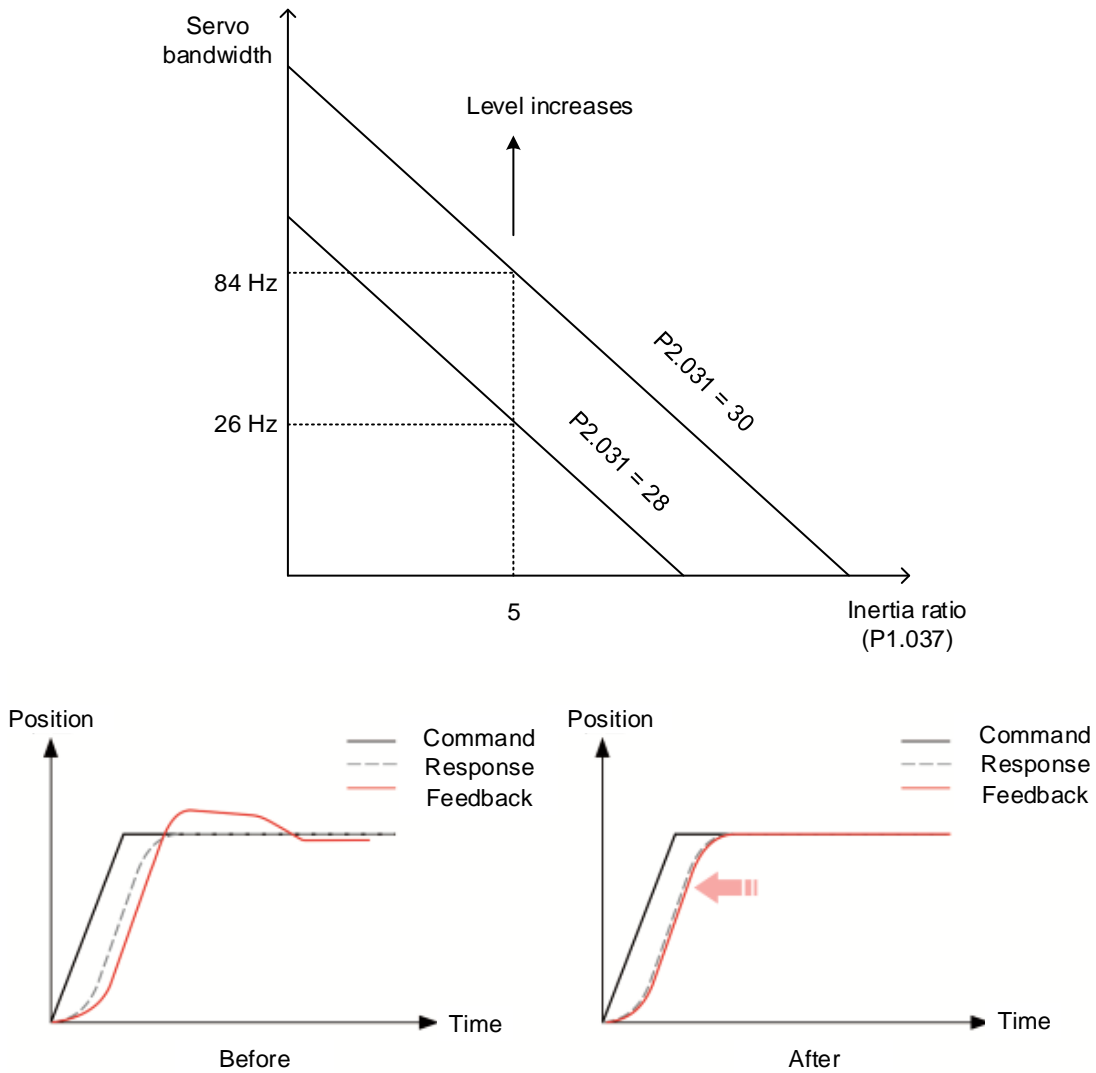 Servo
bandwidth
Level increases
84 Hz
P2.031 = 30
26 Hz
P2.031 = 28
5
Inertia ratio
(P1.037)
Position
Command
Response
Feedback
Time
Before
Position
Command
Response
Feedback
Time
After